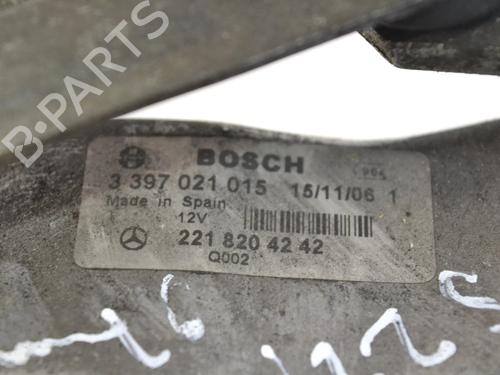 B-PARTS
BOSCH
3 397 021 015 15/11/06 1
Made in Spain
12V
221 820 42 42
Q002